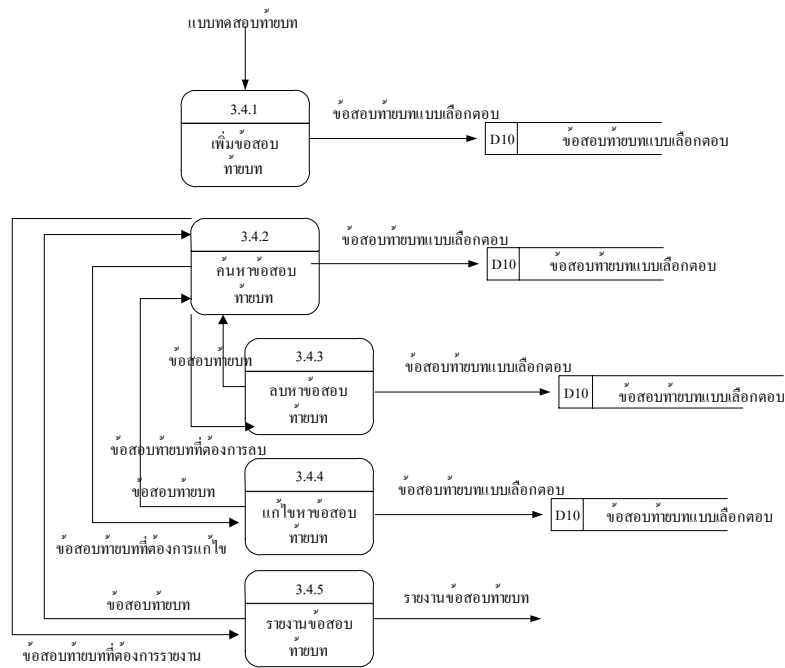 แบบทดสอบท้ายบท
3.4.1
เพิ่มข้อสอบ
ท้ายบท
ข้อสอบท้ายบทแบบเลือกตอบ
D10
ข้อสอบท้ายบทแบบเลือกตอบ
3.4.2
ค้นหาข้อสอบ
ท้ายบท
ข้อสอบท้ายบทแบบเลือกตอบ
D10
ข้อสอบท้ายบทแบบเลือกตอบ
ข้อสอบท้ายบท
3.4.3
ลบหาข้อสอบ
ท้ายบท
ข้อสอบท้ายบทแบบเลือกตอบ
D10
ข้อสอบท้ายบทแบบเลือกตอบ
ข้อสอบท้ายบทที่ต้องการลบ
ข้อสอบท้ายบท
3.4.4
แก้ไขหาข้อสอบ
ท้ายบท
ข้อสอบท้ายบทแบบเลือกตอบ
D10
ข้อสอบท้ายบทแบบเลือกตอบ
ข้อสอบท้ายบทที่ต้องการแก้ไข
ข้อสอบท้ายบท
3.4.5
รายงานข้อสอบ
ท้ายบท
รายงานข้อสอบท้ายบท
ข้อสอบท้ายบทที่ต้องการรายงาน